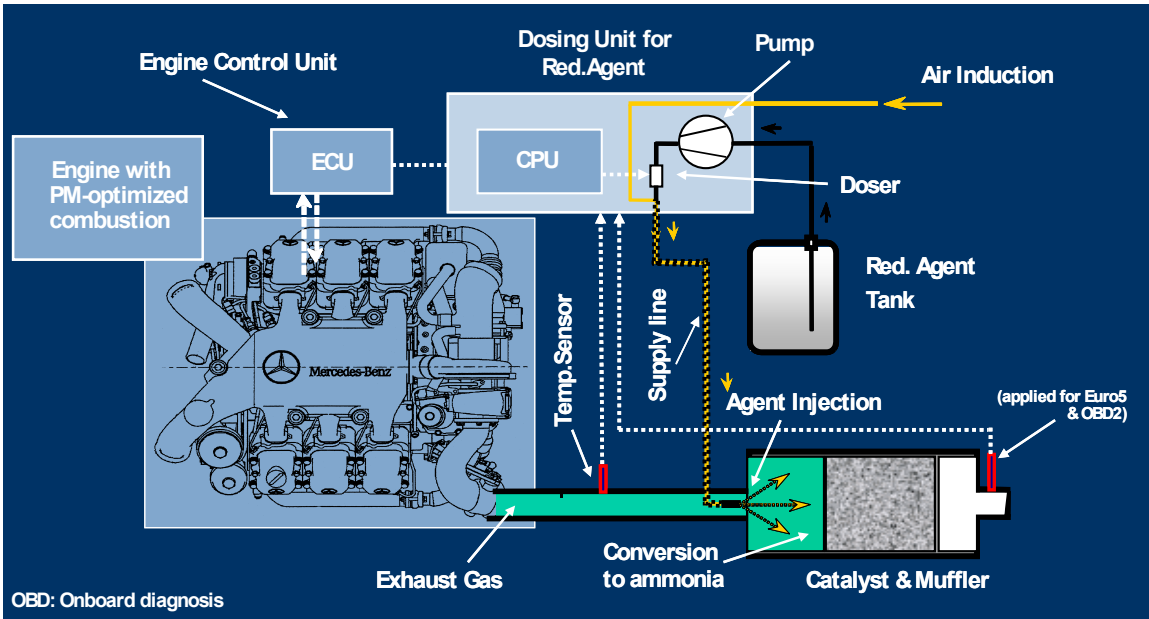 Dosing Unit for
Red.Agent
Pump
Engine Control Unit
Air Induction
Engine with
PM-optimized
combustion
ECU
CPU
Doser
Red. Agent
Tank
Temp.Sensor
Supply line
Mercedes-Benz
Agent Injection
(applied for Euro5
& OBD2)
Exhaust Gas
Conversion
to ammonia
Catalyst & Muffler
OBD: Onboard diagnosis